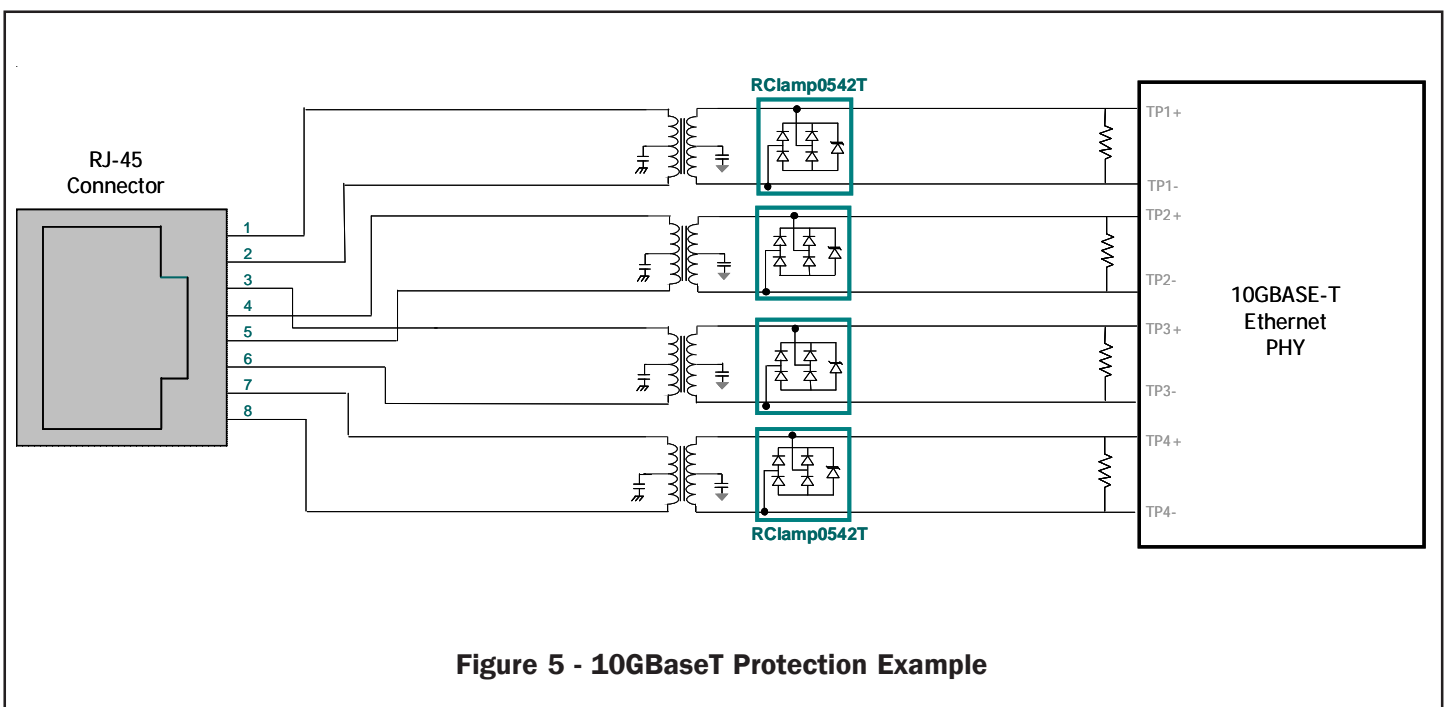 RClamp0542T
RJ-45
Connector
1
2
3
4
5
6
7
8
TP1+
TP1-
TP2+
TP2-
TP3+
TP3-
TP4+
TP4-
10GBASE-T
Ethernet
PHY
RClamp0542T
Figure 5 - 10GBaseT Protection Example